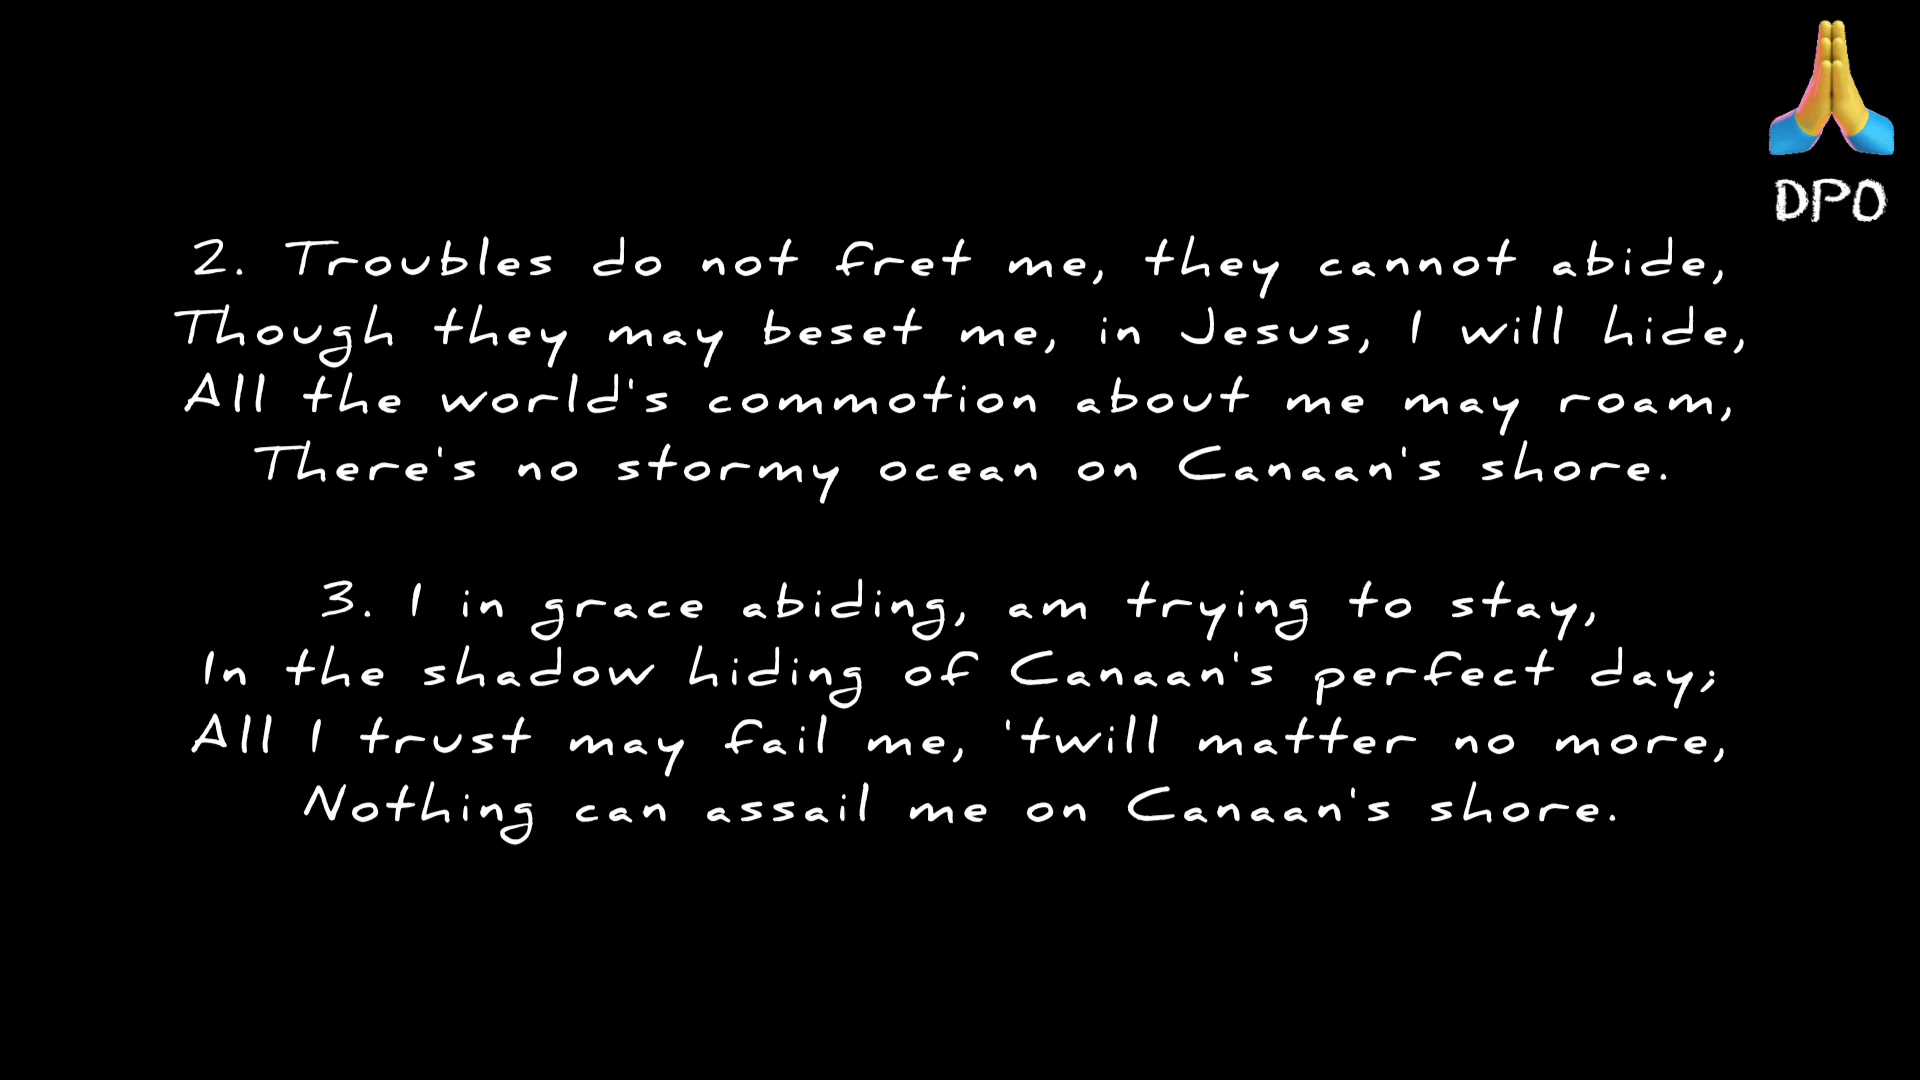 DPO
2. Troubles do not fret me, they cannot abide,
Though they may beset me, in Jesus, I will hide,
All the world's commotion about me may roam,
There's no stormy ocean on Canaan's shore.
3. I in grace abiding, am trying to stay,
In the shadow hiding of Canaan's perfect day;
All I trust may fail me, 'twill matter no more,
Nothing can assail me on Canaan's shore.